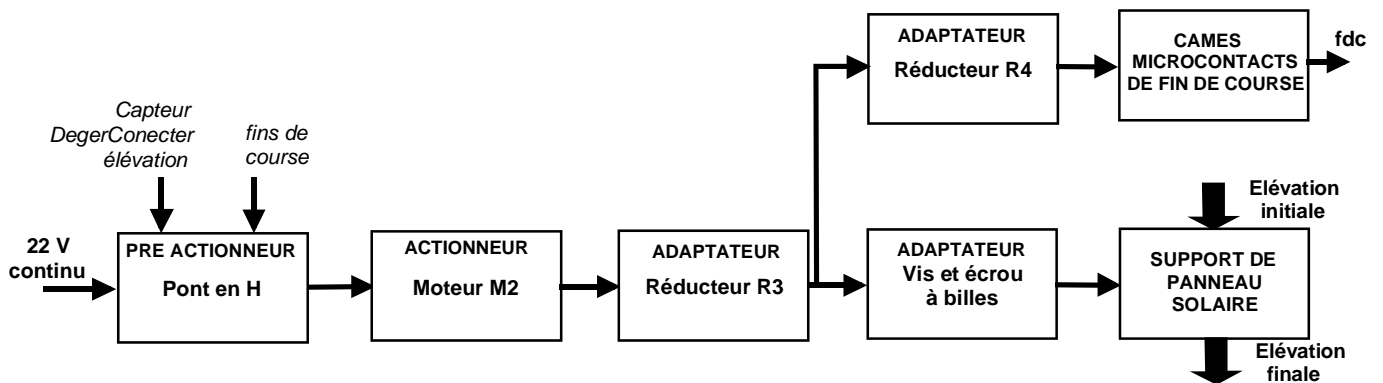 ADAPTATEUR
Réducteur R4
CAMES
MICROCONTACTS
DE FIN DE COURSE
fdc
Capteur
DegerConecter
élévation
fins de
course
Elévation
initiale
22 V
continu
PRE ACTIONNEUR
Pont en H
ACTIONNEUR
Moteur M2
ADAPTATEUR
Réducteur R3
ADAPTATEUR
Vis et écrou
à billes
SUPPORT DE
PANNEAU
SOLAIRE
Elévation
finale